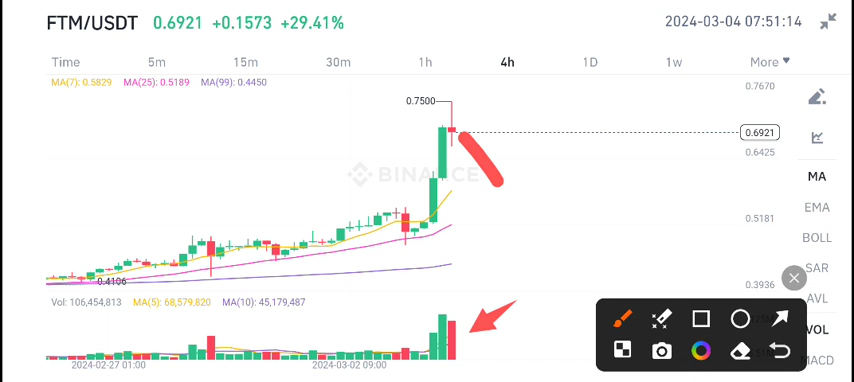 FTM/USDT 0.6921 +0.1573 +29.41% 2024-03-04 07:51:14
Time 5m 15m 30m 1h 4h 1D 1w More
MA(7): 0.5829 MA(25): 0.5189 MA(99): 0.4450
0.7670
0.7500
0.6921
0.6425
BINANCE
MA
EMA
0.5181
BOLL
SAR
0.4106
0.3936
AVL
Vol: 106,454,813 MA(5): 68,579,820 MA(10): 45,179,487
VOL
MACD
2024-02-27 01:00 2024-03-02 09:00